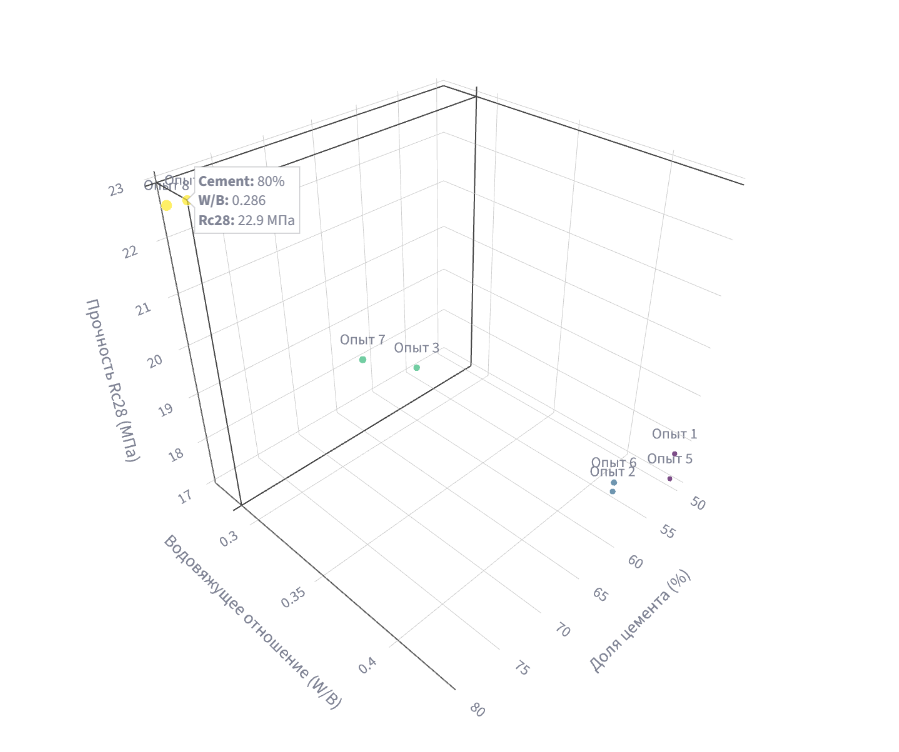 23
22
21
20
19
18
17
Прочность Rc28 (МПа)
Опыт 8
Опы
Cement: 80%
W/B: 0.286
Rc28: 22.9 МПа
Опыт 7
Опыт 3
Опыт 1
Опыт 5
Опыт 6
Опыт 2
0.3
0.35
0.4
Водовяжущее отношение (W/B)
50
55
60
65
70
75
80
Доля цемента (%)